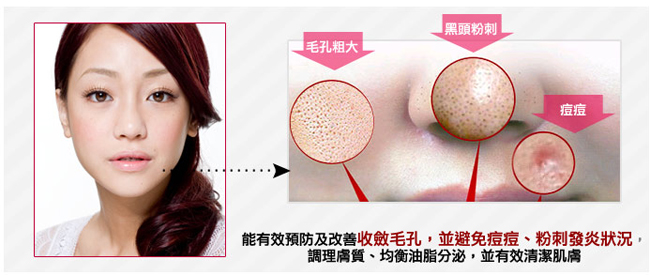 毛孔粗大
黑頭粉刺
痘痘
能有效預防及改善收斂毛孔，並避免痘痘、粉刺發炎狀況，
調理膚質、均衡油脂分泌，並有效清潔肌膚